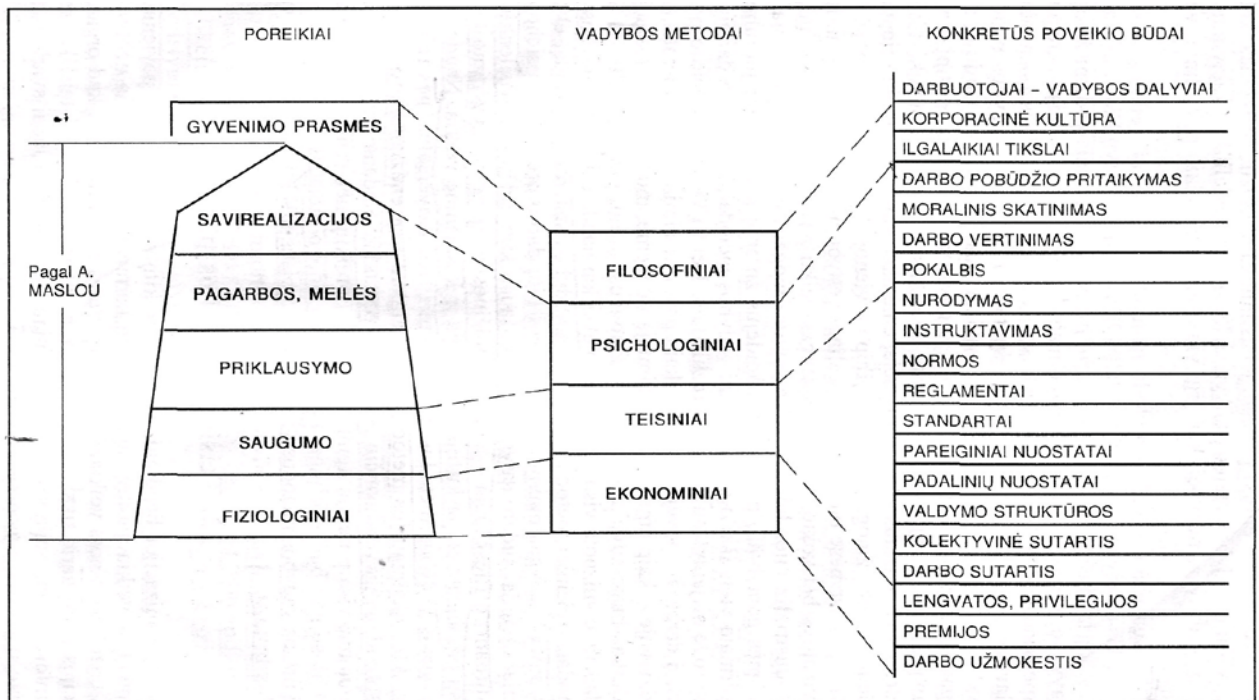 POREIKIAI
VADYBOS METODAI
KONKRETŪS POVEIKIO BŪDAI
GYVENIMO PRASMĖS
SAVIREALIZACIJOS
PAGARBOS, MEILĖS
PRIKLAUSYMO
SAUGUMO
FIZIOLOGINIAI
Pagal A.
MASLOU
FILOSOFINIAI
PSICHOLOGINIAI
TEISINIAI
EKONOMINIAI
DARBUOTOJAI – VADYBOS DALYVIAI
KORPORACINĖ KULTŪRA
ILGALAIKIAI TIKSLAI
DARBO POBŪDŽIO PRITAIKYMAS
MORALINIS SKATINIMAS
DARBO VERTINIMAS
POKALBIS
NURODYMAS
INSTRUKTAVIMAS
NORMOS
REGLAMENTAI
STANDARTAI
PAREIGINIAI NUOSTATAI
PADALINIŲ NUOSTATAI
VALDYMO STRUKTŪROS
KOLEKTYVINĖ SUTARTIS
DARBO SUTARTIS
LENGVATOS, PRIVILEGIJOS
PREMIJOS
DARBO UŽMOKESTIS